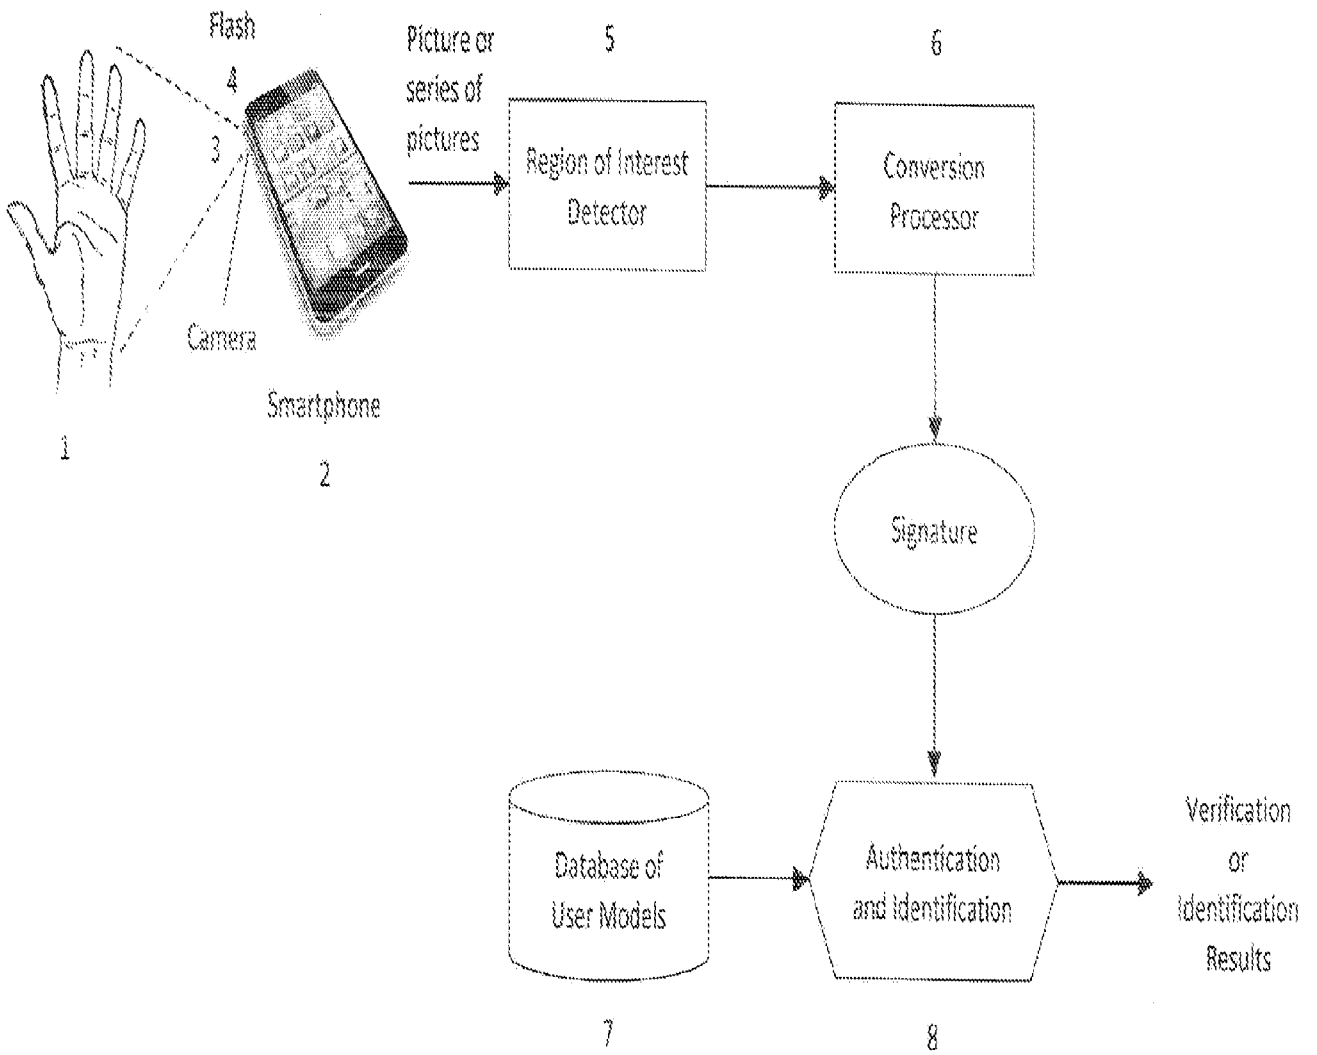 Flash
4
3
Camera
Smartphone
1
2
Picture or
series of
pictures
5
Region of Interest
Detector
6
Conversion
Processor
Signature
Database of
User Models
7
Authentication
and Identification
8
Verification
or
Identification
Results